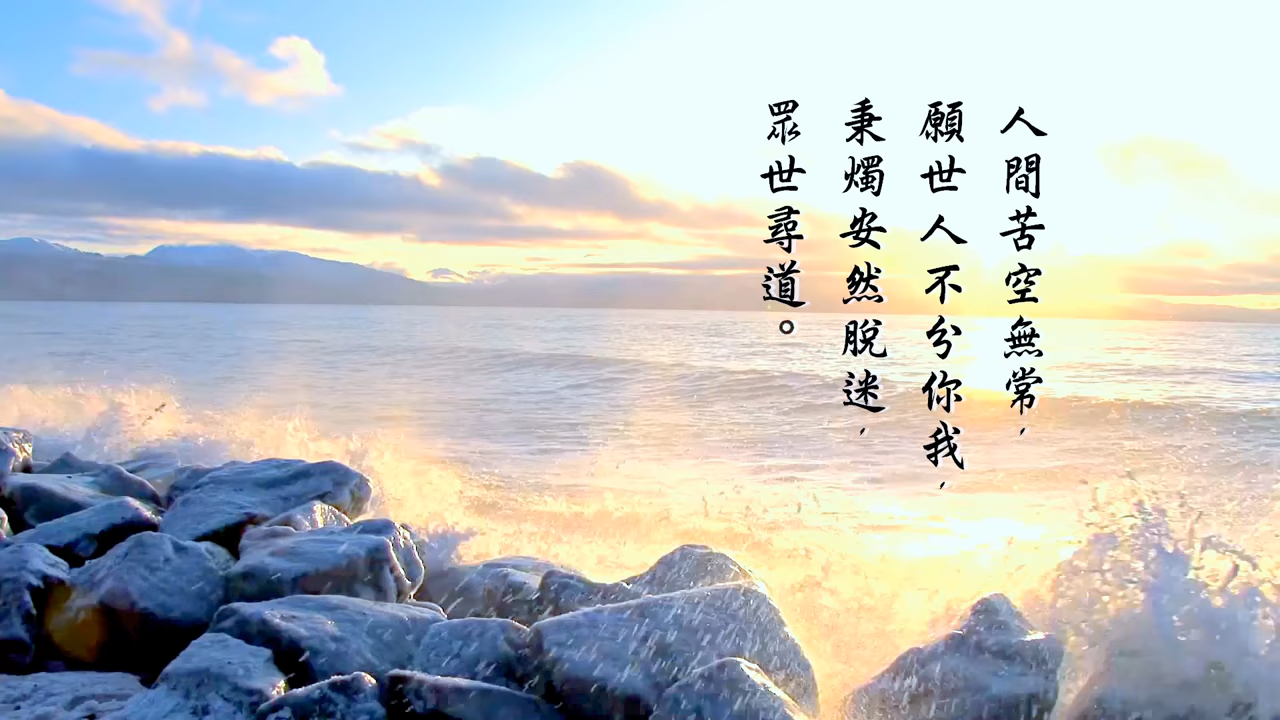 人間苦空無常，
願世人不分你我，
秉燭安然脫迷，
眾世尋道。